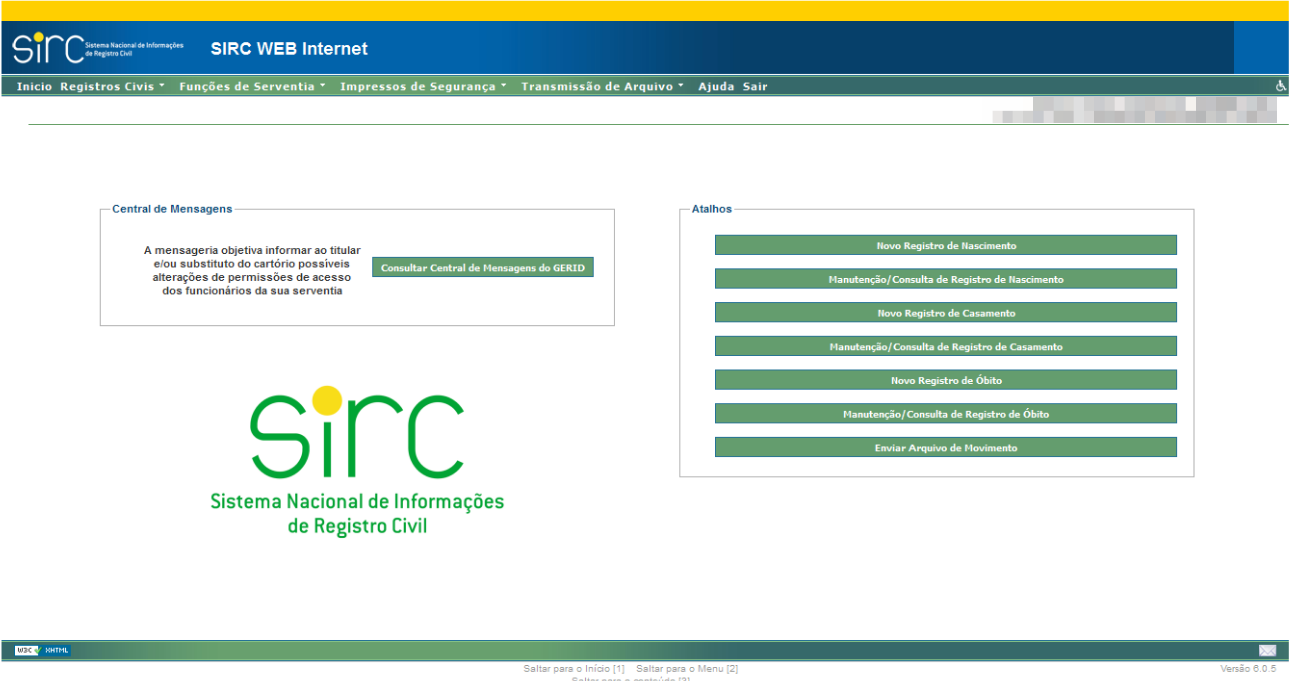 sirc Sistema Nacional de Informações
de Registro Civil
SIRC WEB Internet
Inicio Registros Civis Funções de Serventia Impressos de Segurança Transmissão de Arquivo Ajuda Sair
Central de Mensagens
A mensageria objetiva informar ao titular
e/ou substituto do cartório possíveis
alterações de permissões de acesso
dos funcionários da sua serventia
Consultar Central de Mensagens do GERID
Atalhos
Novo Registro de Nascimento
Manutenção/Consulta de Registro de Nascimento
Novo Registro de Casamento
Manutenção/Consulta de Registro de Casamento
Novo Registro de Óbito
Manutenção/Consulta de Registro de Óbito
Enviar Arquivo de Movimento
sirc
Sistema Nacional de Informações
de Registro Civil
W3C XHTML
Saltar para o Início [1] Saltar para o Menu [2]
Saltar para o conteúdo [3]
Versão 6.0.5